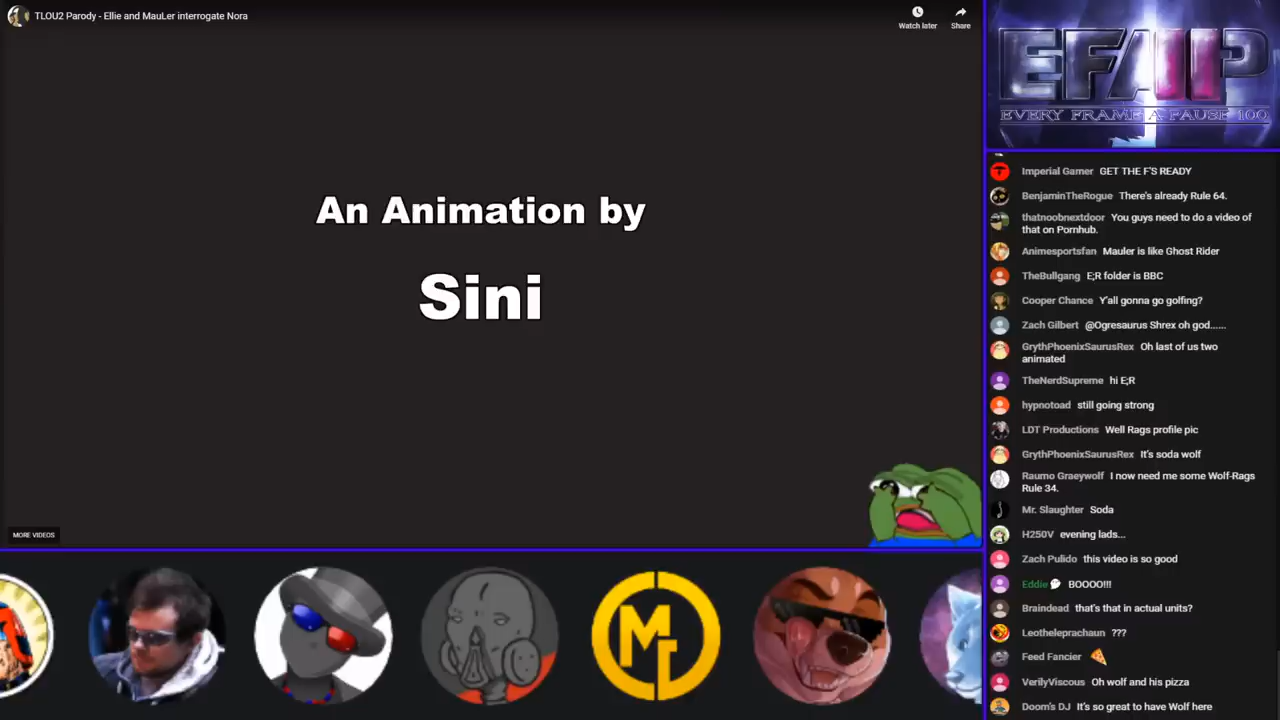 TLOU2 Parody - Ellie and MauLer interrogate Nora
Watch later
Share
An Animation by
Sini
MORE VIDEOS
EFAP
EVERY FRAME A PAUSE 100
Imperial Gamer GET THE F'S READY
BenjaminTheRogue There's already Rule 64.
thatnoobnextdoor You guys need to do a video of
that on Pornhub.
Animesportsfan Mauler is like Ghost Rider
TheBullgang E;R folder is BBC
Cooper Chance Y'all gonna go golfing?
Zach Gilbert @Ogresaurus Shrex oh god......
GrythPhoenixSaurusRex Oh last of us two
animated
TheNerdSupreme hi E;R
hypnotoad still going strong
LDT Productions Well Rags profile pic
GrythPhoenixSaurusRex It's soda wolf
Raumo Graeywolf I now need me some Wolf-Rags
Rule 34.
Mr. Slaughter Soda
H250V evening lads...
Zach Pulido this video is so good
Eddie BOOOO!!!
Braindead that's that in actual units?
Leotheleprachaun ???
Feed Fancier
VerilyViscous Oh wolf and his pizza
Doom's DJ It's so great to have Wolf here